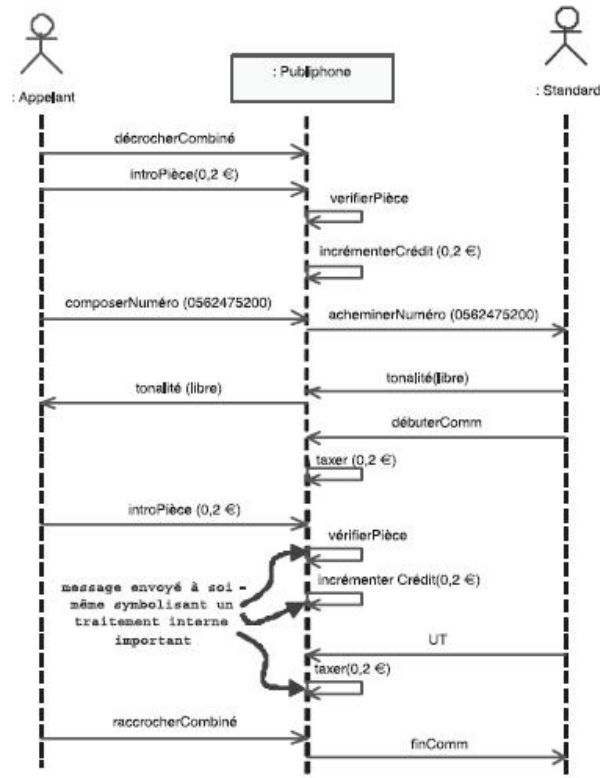 : Publiphone
: Appelant
: Standard
décrocherCombiné
introPièce(0,2 €)
verifierPièce
incrémenterCrédit (0,2 €)
composerNuméro (0562475200)
acheminerNuméro (0562475200)
tonalité(libre)
tonalité (libre)
débuterComm
taxer (0,2 €)
introPièce (0,2 €)
vérifierPièce
message envoyé à soi -
même symbolisant un
traitement interne
important
incrémenter Crédit(0,2 €)
UT
taxer(0,2 €)
raccrocherCombiné
finComm